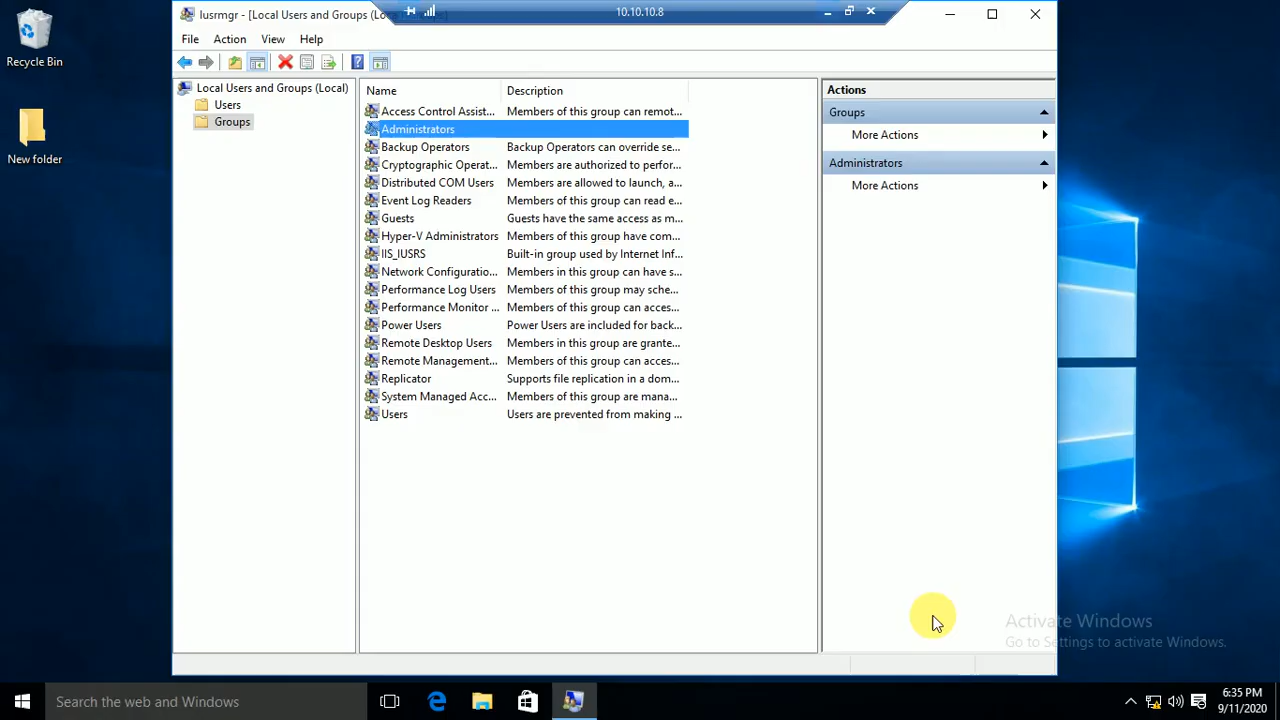 lusrmgr - [Local Users and Groups (Loc
10.10.10.8
File Action View Help
Recycle Bin
New folder
Local Users and Groups (Local)
Users
Groups
Name Description
Access Control Assist... Members of this group can remot...
Administrators
Backup Operators Backup Operators can override se...
Cryptographic Operat... Members are authorized to perfor...
Distributed COM Users Members are allowed to launch, a...
Event Log Readers Members of this group can read e...
Guests Guests have the same access as m...
Hyper-V Administrators Members of this group have com...
IIS_IUSRS Built-in group used by Internet Inf...
Network Configuratio... Members in this group can have s...
Performance Log Users Members of this group may sche...
Performance Monitor ... Members of this group can acces...
Power Users Power Users are included for back...
Remote Desktop Users Members in this group are grante...
Remote Management... Members of this group can acces...
Replicator Supports file replication in a dom...
System Managed Acc... Members of this group are mana...
Users Users are prevented from making ...
Actions
Groups
More Actions
Administrators
More Actions
Activate Windows
Go to Settings to activate Windows.
Search the web and Windows
6:35 PM
9/11/2020